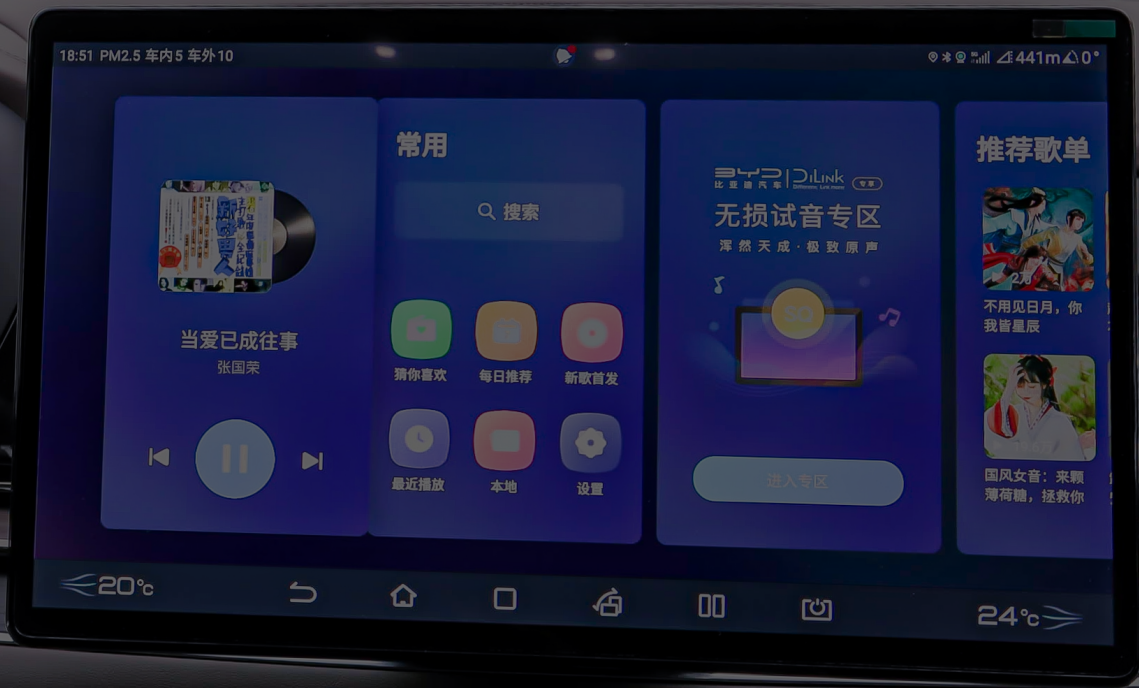 18:51 PM2.5 车内5 车外10
441m 0°
当爱已成往事
张国荣
常用
搜索
猜你喜欢
每日推荐
新歌首发
最近播放
本地
设置
BYD | DiLink 专享
比亚迪汽车
无损试音专区
浑然天成·极致原声
SQ
进入专区
推荐歌单
不用见日月，你
我皆星辰
国风女音：来颗
薄荷糖，拯救你
20°C
24°C